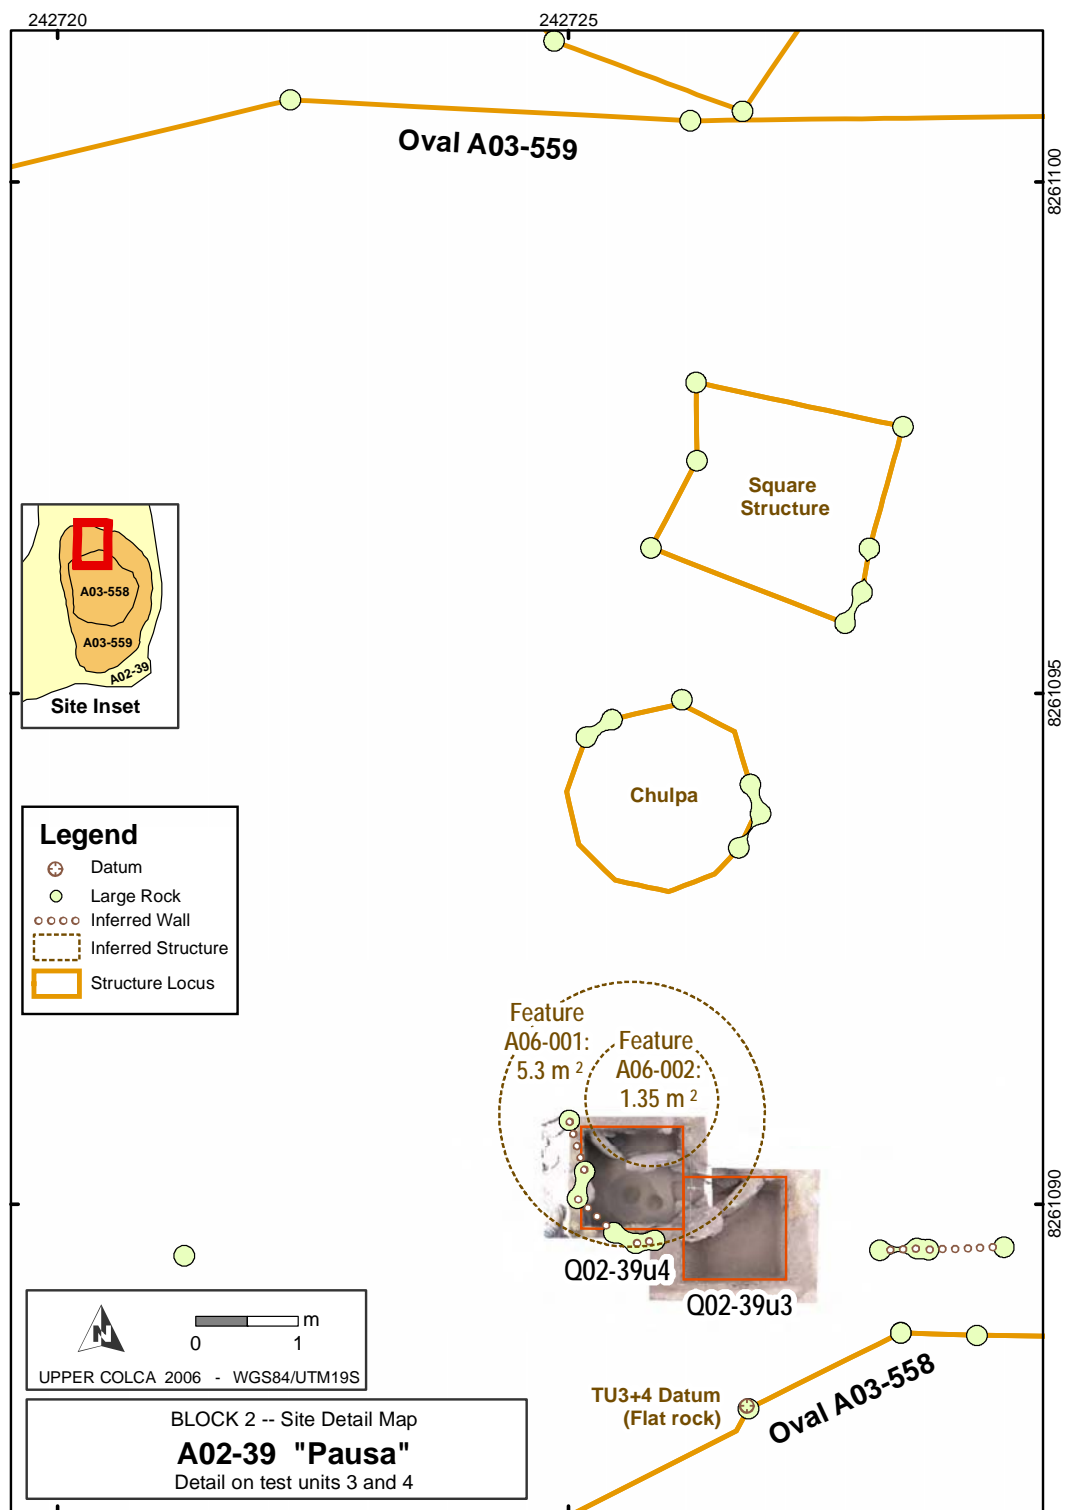 242720
242725
Oval A03-559
8261100
Square
Structure
A03-558
A03-559
A02-39
Site Inset
8261095
Chulpa
Legend
Datum
Large Rock
Inferred Wall
Inferred Structure
Structure Locus
Feature
A06-001:
5.3 m ²
Feature
A06-002:
1.35 m ²
8261090
Q02-39u4
Q02-39u3
N
m
0 1
UPPER COLCA 2006 - WGS84/UTM19S
TU3+4 Datum
(Flat rock)
Oval A03-558
BLOCK 2 -- Site Detail Map
A02-39 "Pausa"
Detail on test units 3 and 4